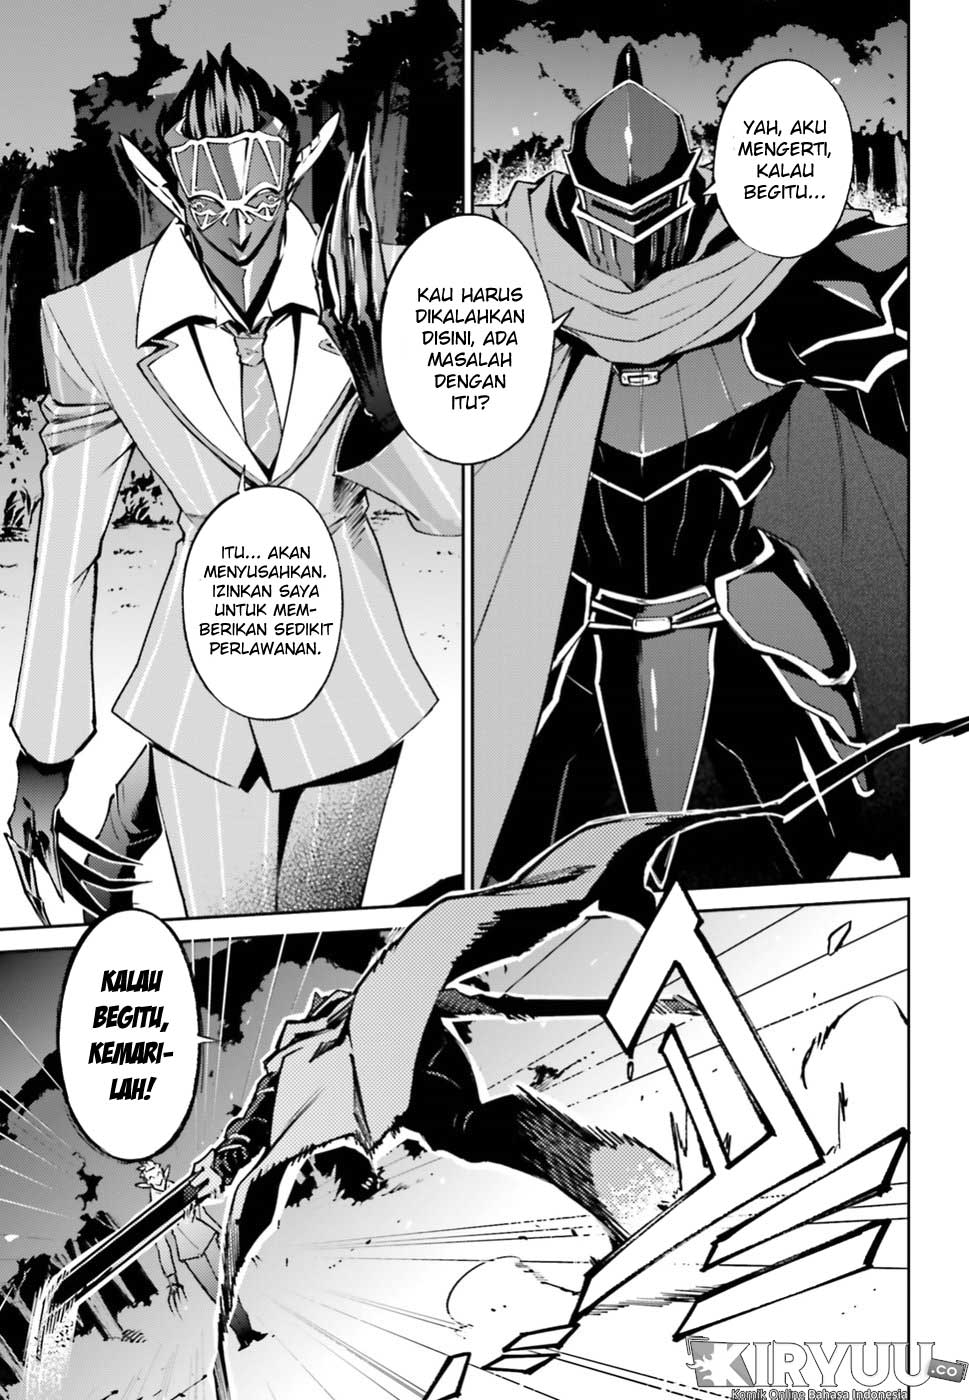 YAH, AKU
MENGERTI,
KALAU
BEGITU...
KAU HARUS
DIKALAHKAN
DISINI, ADA
MASALAH
DENGAN
ITU?
ITU... AKAN
MENYUSAHKAN.
IZINKAN SAYA
UNTUK MEM-
BERIKAN SEDIKIT
PERLAWANAN.
KALAU
BEGITU,
KEMARI-
LAH!
KIRYUU.co
Komik Online Bahasa Indonesia